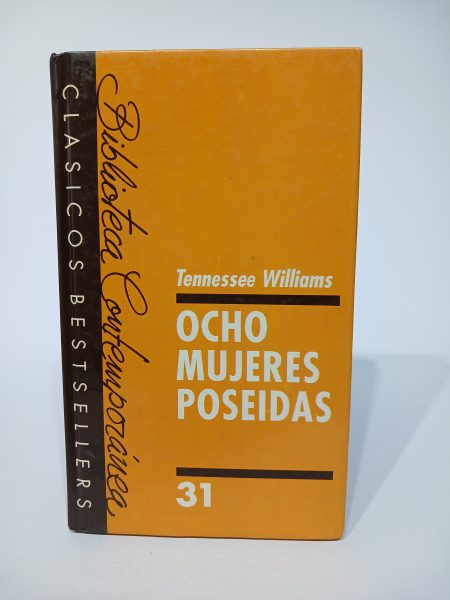 CLASICOS BESTSELLERS
Biblioteca Contemporánea
Tennessee Williams
OCHO
MUJERES
POSEIDAS
31